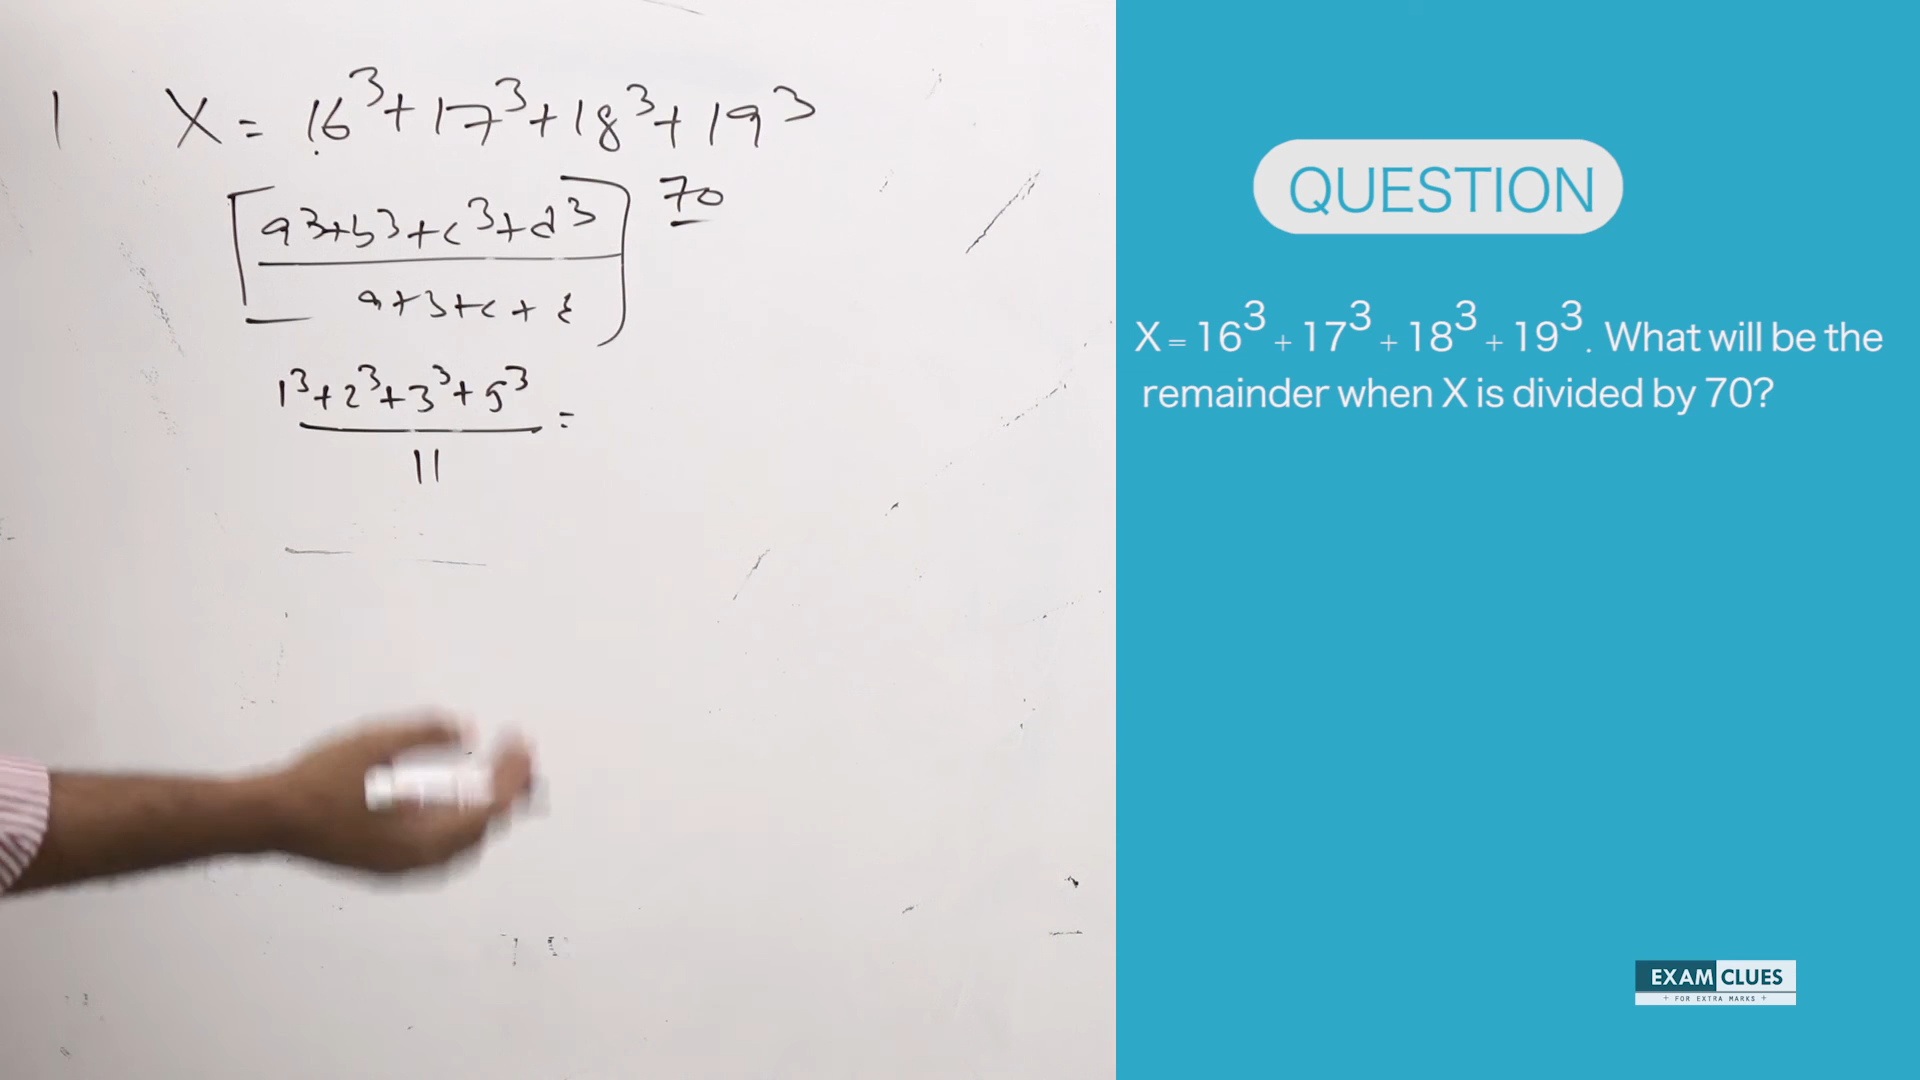 1 X = 16³ + 17³ + 18³ + 19³
a³+b³+c³+d³ 70
a+b+c+d
1³+2³+3³+5³ =
11
QUESTION
X = 16³ + 17³ + 18³ + 19³. What will be the
remainder when X is divided by 70?
EXAM CLUES
+ FOR EXTRA MARKS +